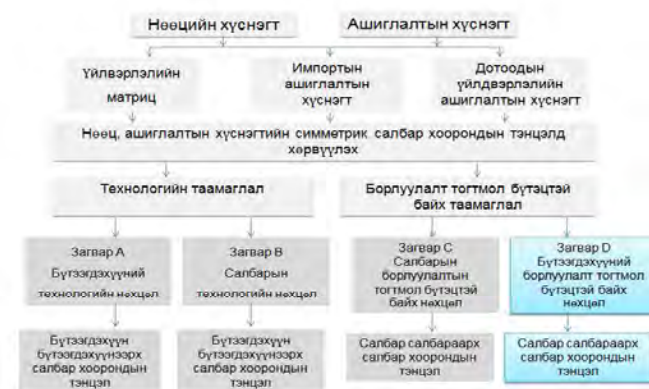 Нөөцийн хүснэгт
Ашиглалтын хүснэгт
Үйлвэрлэлийн
матриц
Импортын
ашиглалтын
хүснэгт
Дотоодын
үйлдвэрлэлийн
ашиглалтын хүснэгт
Нөөц, ашиглалтын хүснэгтийн симметрик салбар хоорондын тэнцэлд
хөрвүүлэх
Технологийн таамаглал
Борлуулалт тогтмол бүтэцтэй
байх таамаглал
Загвар А
Бүтээгдэхүүний
технологийн нөхцөл
Загвар В
Салбарын
технологийн нөхцөл
Загвар С
Салбарын
борлуулалтын
тогтмол бүтэцтэй
байх нөхцөл
Загвар D
Бүтээгдэхүүний
борлуулалт тогтмол
бүтэцтэй байх
нөхцөл
Бүтээгдэхүүн
бүтээгдэхүүнээрх
салбар хоорондын
тэнцэл
Бүтээгдэхүүн
бүтээгдэхүүнээрх
салбар хоорондын
тэнцэл
Салбар салбараарх
салбар хоорондын
тэнцэл
Салбар салбараарх
салбар хоорондын
тэнцэл